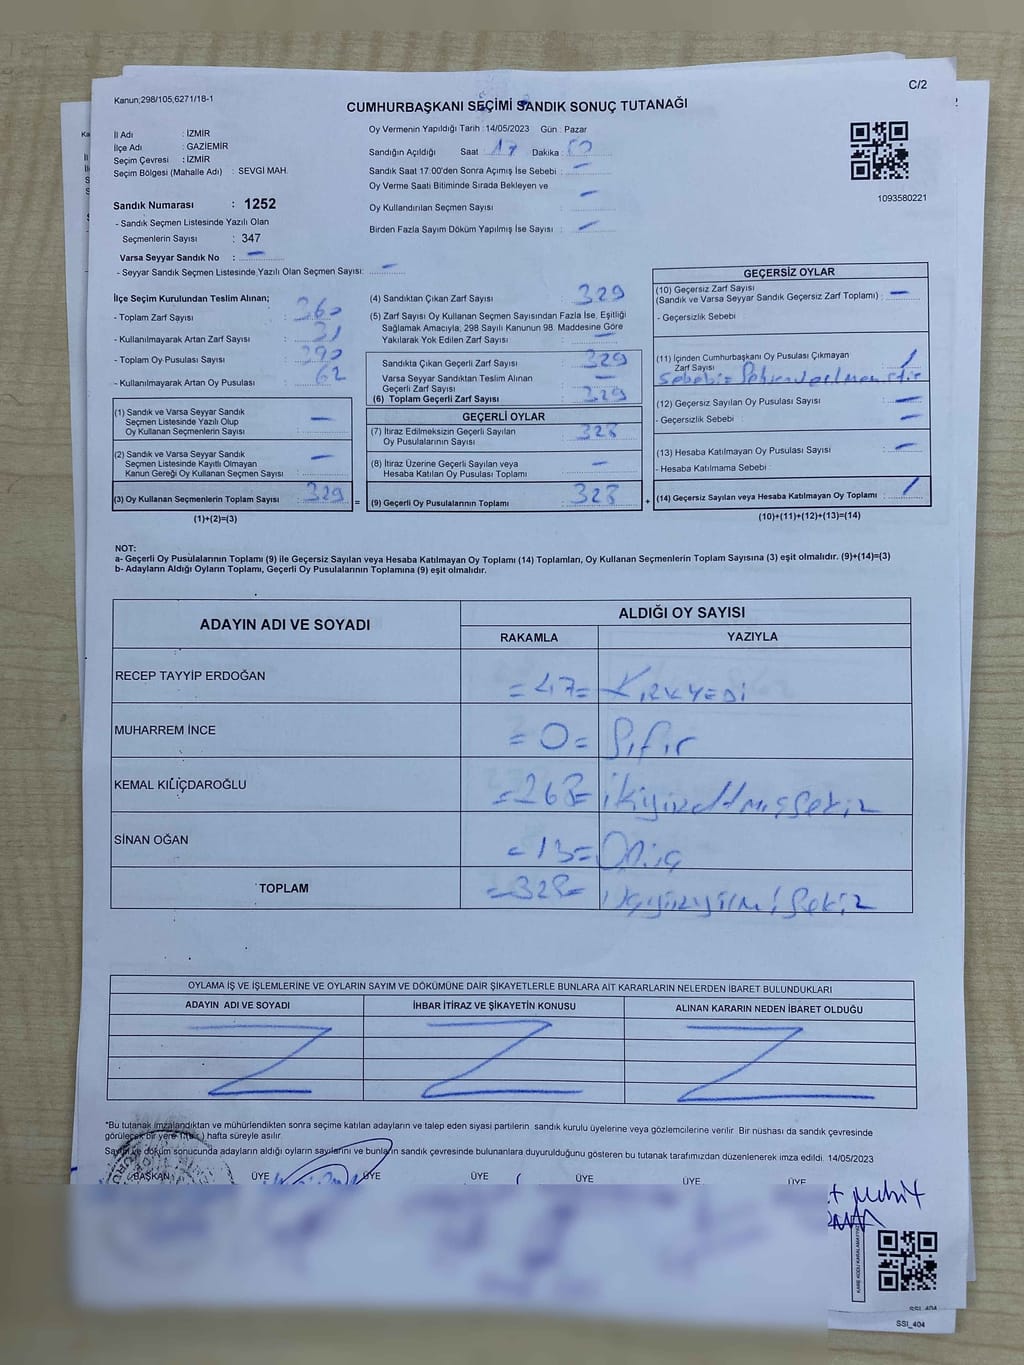 C/2
Kanun;298/105,6271/18-1
CUMHURBAŞKANI SEÇİMİ SANDIK SONUÇ TUTANAĞI
İl Adı : İZMİR
İlçe Adı : GAZİEMİR
Seçim Çevresi : İZMİR
Seçim Bölgesi (Mahalle Adı) : SEVGİ MAH.
Oy Vermenin Yapıldığı Tarih : 14/05/2023 Gün : Pazar
Sandığın Açıldığı Saat : 17 Dakika : 50
Sandık Saat 17:00'den Sonra Açımış İse Sebebi : -
Oy Verme Saati Bitiminde Sırada Bekleyen ve
Oy Kullandırılan Seçmen Sayısı : -
Birden Fazla Sayım Döküm Yapılmış İse Sayısı : -
1093580221
Sandık Numarası : 1252
- Sandık Seçmen Listesinde Yazılı Olan
Seçmenlerin Sayısı : 347
Varsa Seyyar Sandık No : -
- Seyyar Sandık Seçmen Listesinde Yazılı Olan Seçmen Sayısı: -
İlçe Seçim Kurulundan Teslim Alınan;
- Toplam Zarf Sayısı : 360
- Kullanılmayarak Artan Zarf Sayısı : 31
- Toplam Oy Pusulası Sayısı : 390
- Kullanılmayarak Artan Oy Pusulası : 62
(1) Sandık ve Varsa Seyyar Sandık
Seçmen Listesinde Yazılı Olup
Oy Kullanan Seçmenlerin Sayısı : -
(2) Sandık ve Varsa Seyyar Sandık
Seçmen Listesinde Kayıtlı Olmayan
Kanun Gereği Oy Kullanan Seçmen Sayısı : -
(3) Oy Kullanan Seçmenlerin Toplam Sayısı : 329
(1)+(2)=(3)
=
(4) Sandıktan Çıkan Zarf Sayısı : 329
(5) Zarf Sayısı Oy Kullanan Seçmen Sayısından Fazla İse, Eşitliği
Sağlamak Amacıyla, 298 Sayılı Kanunun 98. Maddesine Göre
Yakılarak Yok Edilen Zarf Sayısı : -
Sandıkta Çıkan Geçerli Zarf Sayısı : 329
Varsa Seyyar Sandıktan Teslim Alınan
Geçerli Zarf Sayısı : -
(6) Toplam Geçerli Zarf Sayısı : 329
GEÇERLİ OYLAR
(7) İtiraz Edilmeksizin Geçerli Sayılan
Oy Pusulalarının Sayısı : 328
(8) İtiraz Üzerine Geçerli Sayılan veya
Hesaba Katılan Oy Pusulası Toplamı : -
(9) Geçerli Oy Pusulalarının Toplamı : 328
+
GEÇERSİZ OYLAR
(10) Geçersiz Zarf Sayısı
(Sandık ve Varsa Seyyar Sandık Geçersiz Zarf Toplamı) : -
- Geçersizlik Sebebi
(11) İçinden Cumhurbaşkanı Oy Pusulası Çıkmayan
Zarf Sayısı 1
(12) Geçersiz Sayılan Oy Pusulası Sayısı : -
- Geçersizlik Sebebi : -
(13) Hesaba Katılmayan Oy Pusulası Sayısı : -
- Hesaba Katılmama Sebebi :
(14) Geçersiz Sayılan veya Hesaba Katılmayan Oy Toplamı : 1
(10)+(11)+(12)+(13)=(14)
NOT:
a- Geçerli Oy Pusulalarının Toplamı (9) ile Geçersiz Sayılan veya Hesaba Katılmayan Oy Toplamı (14) Toplamları, Oy Kullanan Seçmenlerin Toplam Sayısına (3) eşit olmalıdır. (9)+(14)=(3)
b- Adayların Aldığı Oyların Toplamı, Geçerli Oy Pusulalarının Toplamına (9) eşit olmalıdır.
ADAYIN ADI VE SOYADI ALDIĞI OY SAYISI
RAKAMLA YAZIYLA
RECEP TAYYİP ERDOĞAN =47= Kırkyedi
MUHARREM İNCE =0= Sıfır
KEMAL KILIÇDAROĞLU =268= ikiyüzaltmışsekiz
SİNAN OĞAN =13= Onüç
TOPLAM =328= Üçyüzyirmisekiz
OYLAMA İŞ VE İŞLEMLERİNE VE OYLARIN SAYIM VE DÖKÜMÜNE DAİR ŞİKAYETLERLE BUNLARA AİT KARARLARIN NELERDEN İBARET BULUNDUKLARI
ADAYIN ADI VE SOYADI İHBAR İTİRAZ VE ŞİKAYETİN KONUSU ALINAN KARARIN NEDEN İBARET OLDUĞU
*Bu tutanak imzalandıktan ve mühürlendikten sonra seçime katılan adayların ve talep eden siyasi partilerin sandık kurulu üyelerine veya gözlemcilerine verilir. Bir nüshası da sandık çevresinde
görülecek bir yere 1 (bir) hafta süreyle asılır.
Sayım ve döküm sonucunda adayların aldığı oyların sayılarını ve bunların sandık çevresinde bulunanlara duyurulduğunu gösteren bu tutanak tarafımızdan düzenlenerek imza edildi. 14/05/2023
BAŞKAN ÜYE ÜYE ÜYE ÜYE ÜYE ÜYE
SSI_404
SSI_404